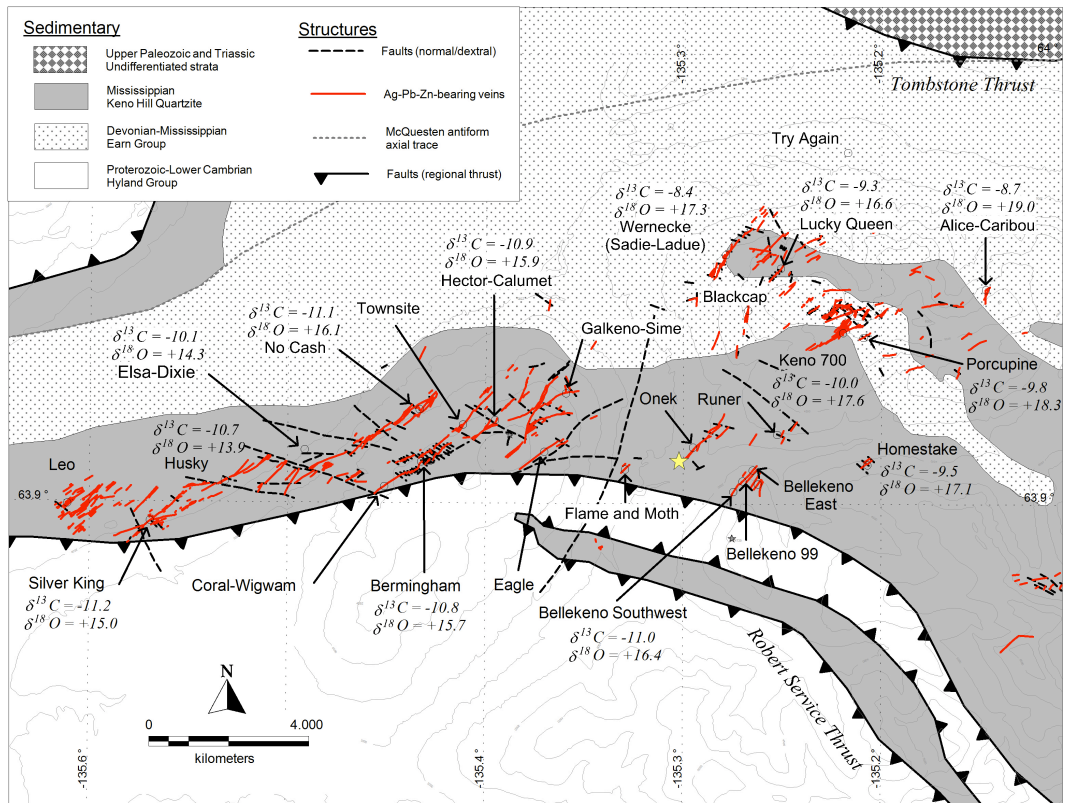 Sedimentary
Upper Paleozoic and Triassic
Undifferentiated strata
Mississippian
Keno Hill Quartzite
Devonian-Mississippian
Earn Group
Proterozoic-Lower Cambrian
Hyland Group
Structures
Faults (normal/dextral)
Ag-Pb-Zn-bearing veins
McQuesten antiform
axial trace
Faults (regional thrust)
-135.3 °
-135.2 °
64 °
Tombstone Thrust
Try Again
δ13C = -8.4
δ18O = +17.3
Wernecke
(Sadie-Ladue)
δ13C = -9.3
δ18O = +16.6
Lucky Queen
δ13C = -8.7
δ18O = +19.0
Alice-Caribou
δ13C = -10.9
δ18O = +15.9
Hector-Calumet
Blackcap
Townsite
δ13C = -11.1
δ18O = +16.1
No Cash
Galkeno-Sime
δ13C = -10.1
δ18O = +14.3
Elsa-Dixie
Keno 700
δ13C = -10.0
δ18O = +17.6
Porcupine
δ13C = -9.8
δ18O = +18.3
Onek
Runer
δ13C = -10.7
δ18O = +13.9
Husky
Leo
Homestake
δ13C = -9.5
δ18O = +17.1
63.9 °
63.9 °
Bellekeno
East
Flame and Moth
Bellekeno 99
Silver King
δ13C = -11.2
δ18O = +15.0
Coral-Wigwam
Bermingham
δ13C = -10.8
δ18O = +15.7
Eagle
Bellekeno Southwest
δ13C = -11.0
δ18O = +16.4
Robert Service Thrust
N
0 4.000
kilometers
-135.6 °
-135.4 °
-135.3 °
-135.2 °